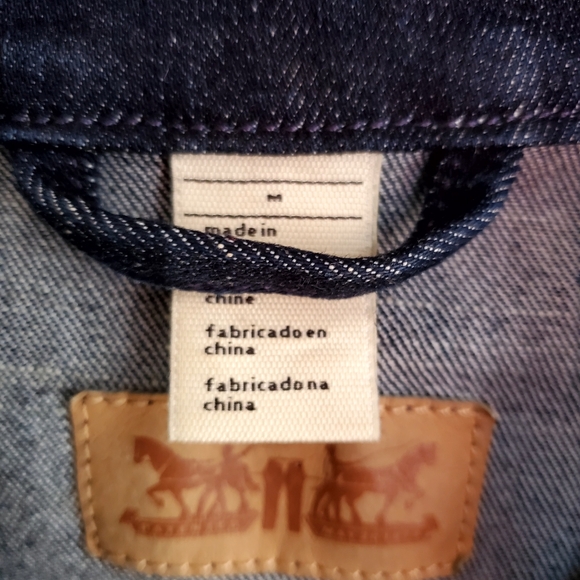 M
made in
chine
fabricado en
china
fabricado na
china